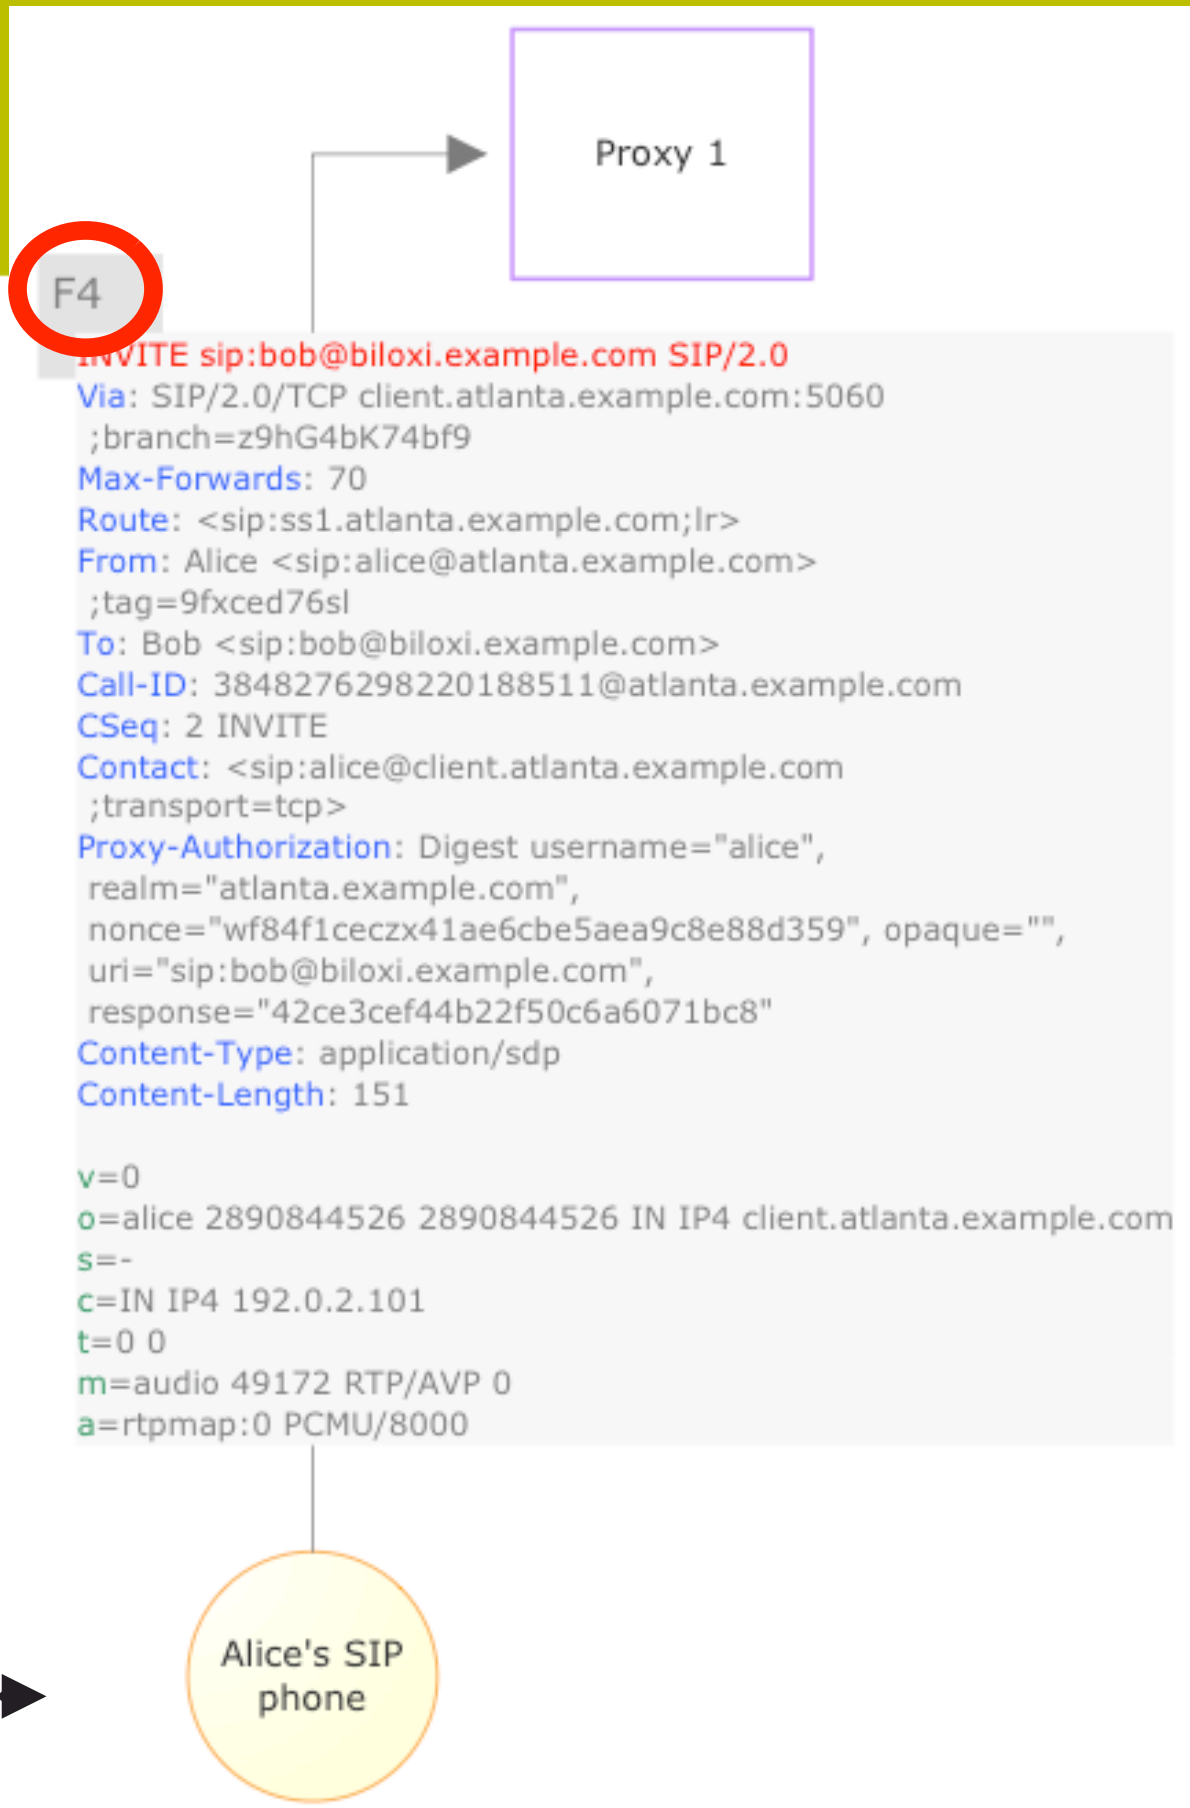 Proxy 1
F4
INVITE sip:bob@biloxi.example.com SIP/2.0
Via: SIP/2.0/TCP client.atlanta.example.com:5060
;branch=z9hG4bK74bf9
Max-Forwards: 70
Route: <sip:ss1.atlanta.example.com;lr>
From: Alice <sip:alice@atlanta.example.com>
;tag=9fxced76sl
To: Bob <sip:bob@biloxi.example.com>
Call-ID: 3848276298220188511@atlanta.example.com
CSeq: 2 INVITE
Contact: <sip:alice@client.atlanta.example.com
;transport=tcp>
Proxy-Authorization: Digest username="alice",
realm="atlanta.example.com",
nonce="wf84f1ceczx41ae6cbe5aea9c8e88d359", opaque="",
uri="sip:bob@biloxi.example.com",
response="42ce3cef44b22f50c6a6071bc8"
Content-Type: application/sdp
Content-Length: 151

v=0
o=alice 2890844526 2890844526 IN IP4 client.atlanta.example.com
s=-
c=IN IP4 192.0.2.101
t=0 0
m=audio 49172 RTP/AVP 0
a=rtpmap:0 PCMU/8000
Alice's SIP
phone